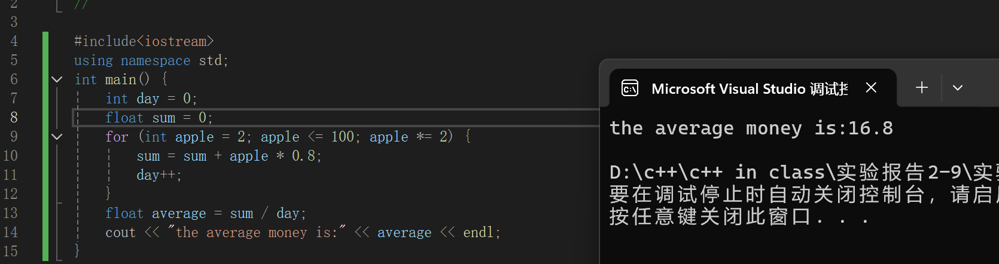 2 //
3
4 #include<iostream>
5 using namespace std;
6 int main() {
7 int day = 0;
8 float sum = 0;
9 for (int apple = 2; apple <= 100; apple *= 2) {
10 sum = sum + apple * 0.8;
11 day++;
12 }
13 float average = sum / day;
14 cout << "the average money is:" << average << endl;
15 }
Microsoft Visual Studio 调试控
the average money is:16.8
D:\c++\c++ in class\实验报告2-9\实
要在调试停止时自动关闭控制台，请启
按任意键关闭此窗口. . .